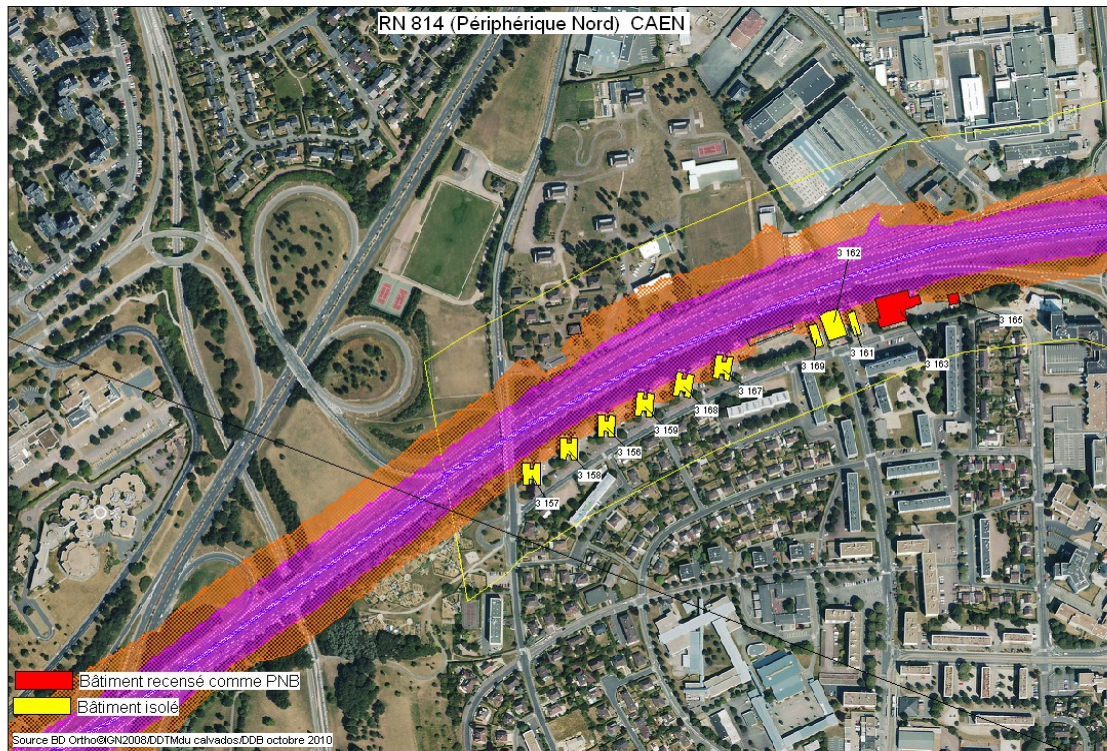 RN 814 (Périphérique Nord) CAEN
3 162
3 165
3 169
3 161
3 163
3 167
3 168
3 159
3 156
3 158
3 157
Bâtiment recensé comme PNB
Bâtiment isolé
Source BD Ortho©IGN2008/DDTMdu calvados/DDB octobre 2010